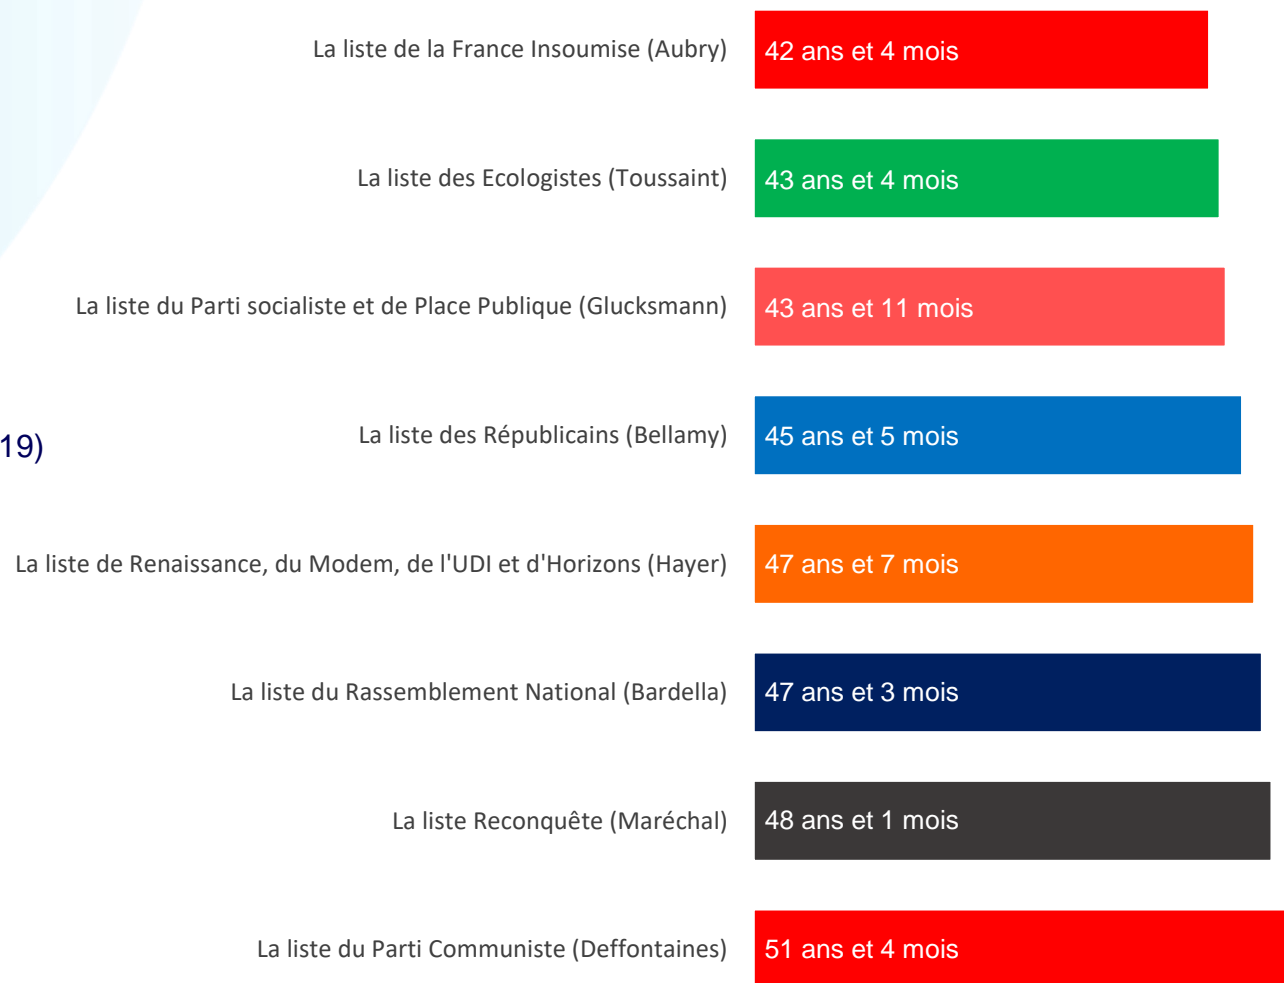 La liste de la France Insoumise (Aubry) 42 ans et 4 mois
La liste des Ecologistes (Toussaint) 43 ans et 4 mois
La liste du Parti socialiste et de Place Publique (Glucksmann) 43 ans et 11 mois
19)
La liste des Républicains (Bellamy) 45 ans et 5 mois
La liste de Renaissance, du Modem, de l'UDI et d'Horizons (Hayer) 47 ans et 7 mois
La liste du Rassemblement National (Bardella) 47 ans et 3 mois
La liste Reconquête (Maréchal) 48 ans et 1 mois
La liste du Parti Communiste (Deffontaines) 51 ans et 4 mois